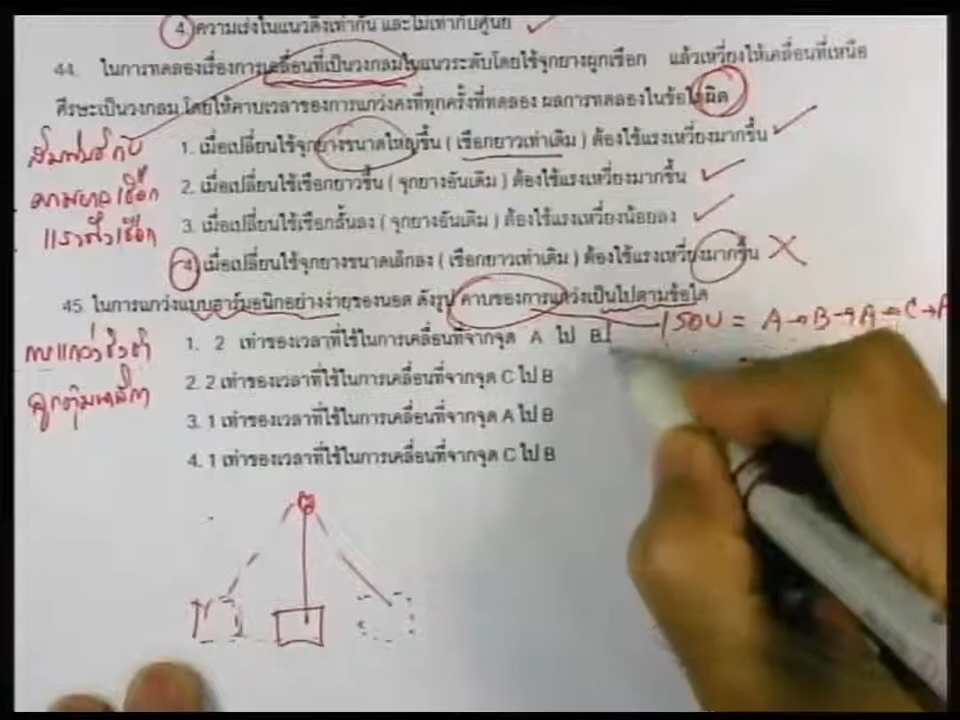 4. ความเร่งในแนวดิ่งเท่ากัน และไม่เท่ากับศูนย์
44. ในการทดลองเรื่องการเคลื่อนที่เป็นวงกลมในแนวระดับโดยใช้จุกยางผูกเชือก แล้วเหวี่ยงให้เคลื่อนที่เหนือ
ศีรษะเป็นวงกลม โดยให้คาบเวลาของการแกว่งคงที่ทุกครั้งที่ทดลอง ผลการทดลองในข้อใดผิด
1. เมื่อเปลี่ยนใช้จุกยางขนาดใหญ่ขึ้น ( เชือกยาวเท่าเดิม ) ต้องใช้แรงเหวี่ยงมากขึ้น
2. เมื่อเปลี่ยนใช้เชือกยาวขึ้น ( จุกยางอันเดิม ) ต้องใช้แรงเหวี่ยงมากขึ้น
ความยาวเชือก
3. เมื่อเปลี่ยนใช้เชือกสั้นลง ( จุกยางอันเดิม ) ต้องใช้แรงเหวี่ยงน้อยลง
แรงดึงเชือก
4. เมื่อเปลี่ยนใช้จุกยางขนาดเล็กลง ( เชือกยาวเท่าเดิม ) ต้องใช้แรงเหวี่ยงมากขึ้น
45. ในการแกว่งแบบฮาร์มอนิกอย่างง่ายของนอต ดังรูป คาบของการแกว่งเป็นไปตามข้อใด
1 รอบ = A→B→A→C→A
1. 2 เท่าของเวลาที่ใช้ในการเคลื่อนที่จากจุด A ไป B
2. 2 เท่าของเวลาที่ใช้ในการเคลื่อนที่จากจุด C ไป B
ลูกตุ้มนาฬิกา
3. 1 เท่าของเวลาที่ใช้ในการเคลื่อนที่จากจุด A ไป B
4. 1 เท่าของเวลาที่ใช้ในการเคลื่อนที่จากจุด C ไป B